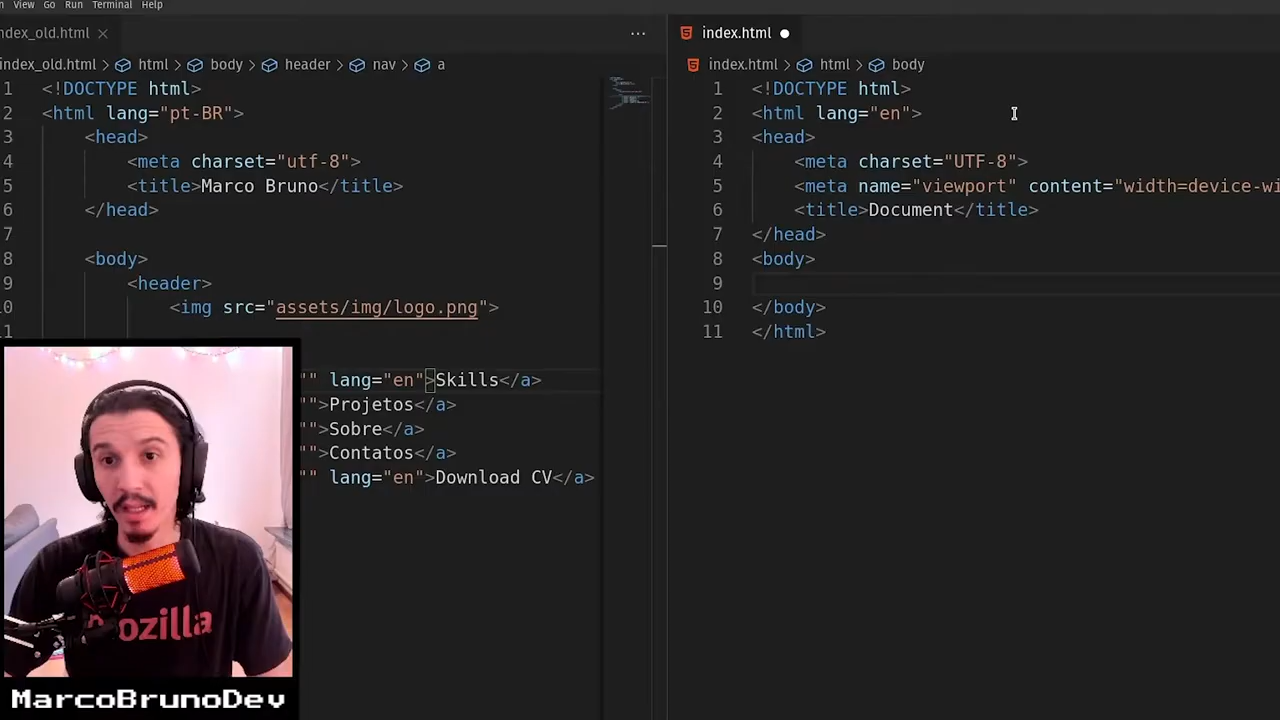 View Go Run Terminal Help
index_old.html
index.html
index_old.html html body header nav a
index.html html body
1 <!DOCTYPE html>
2 <html lang="pt-BR">
3 <head>
4 <meta charset="utf-8">
5 <title>Marco Bruno</title>
6 </head>
7
8 <body>
9 <header>
10 <img src="assets/img/logo.png">
11
"" lang="en">Skills</a>
"">Projetos</a>
"">Sobre</a>
"">Contatos</a>
"" lang="en">Download CV</a>
1 <!DOCTYPE html>
2 <html lang="en">
3 <head>
4 <meta charset="UTF-8">
5 <meta name="viewport" content="width=device-wi
6 <title>Document</title>
7 </head>
8 <body>
9
10 </body>
11 </html>
mozilla
MarcoBrunoDev